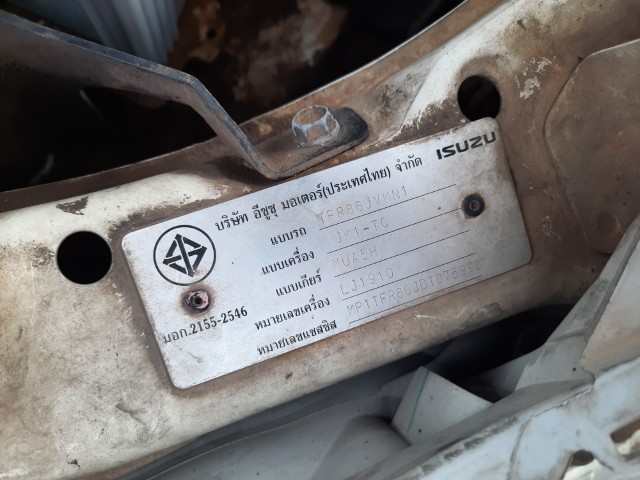 บริษัท อีซูซุ มอเตอร์(ประเทศไทย) จำกัด ISUZU
แบบรถ TFR86JVMN1
แบบเครื่อง 4JK1-TC
แบบเกียร์ MUA5H
หมายเลขเครื่อง LJ1910
หมายเลขแชสซิส
มอก.2155-2546